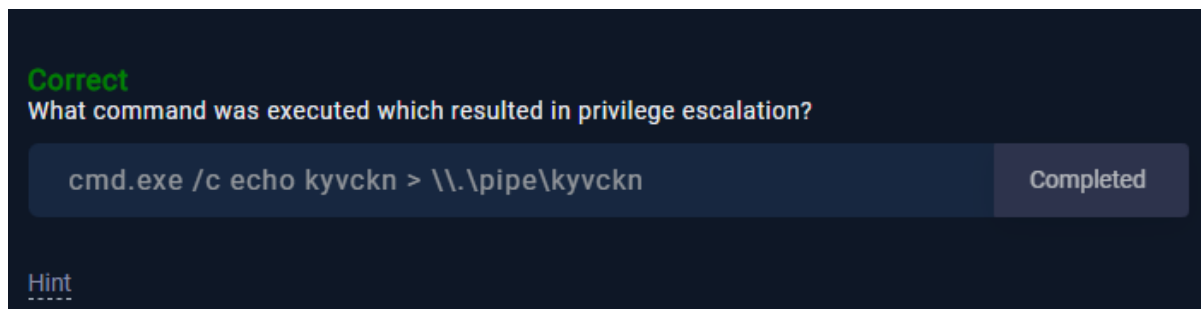 Correct
What command was executed which resulted in privilege escalation?
cmd.exe /c echo kyvckn > \\.\pipe\kyvckn
Completed
Hint